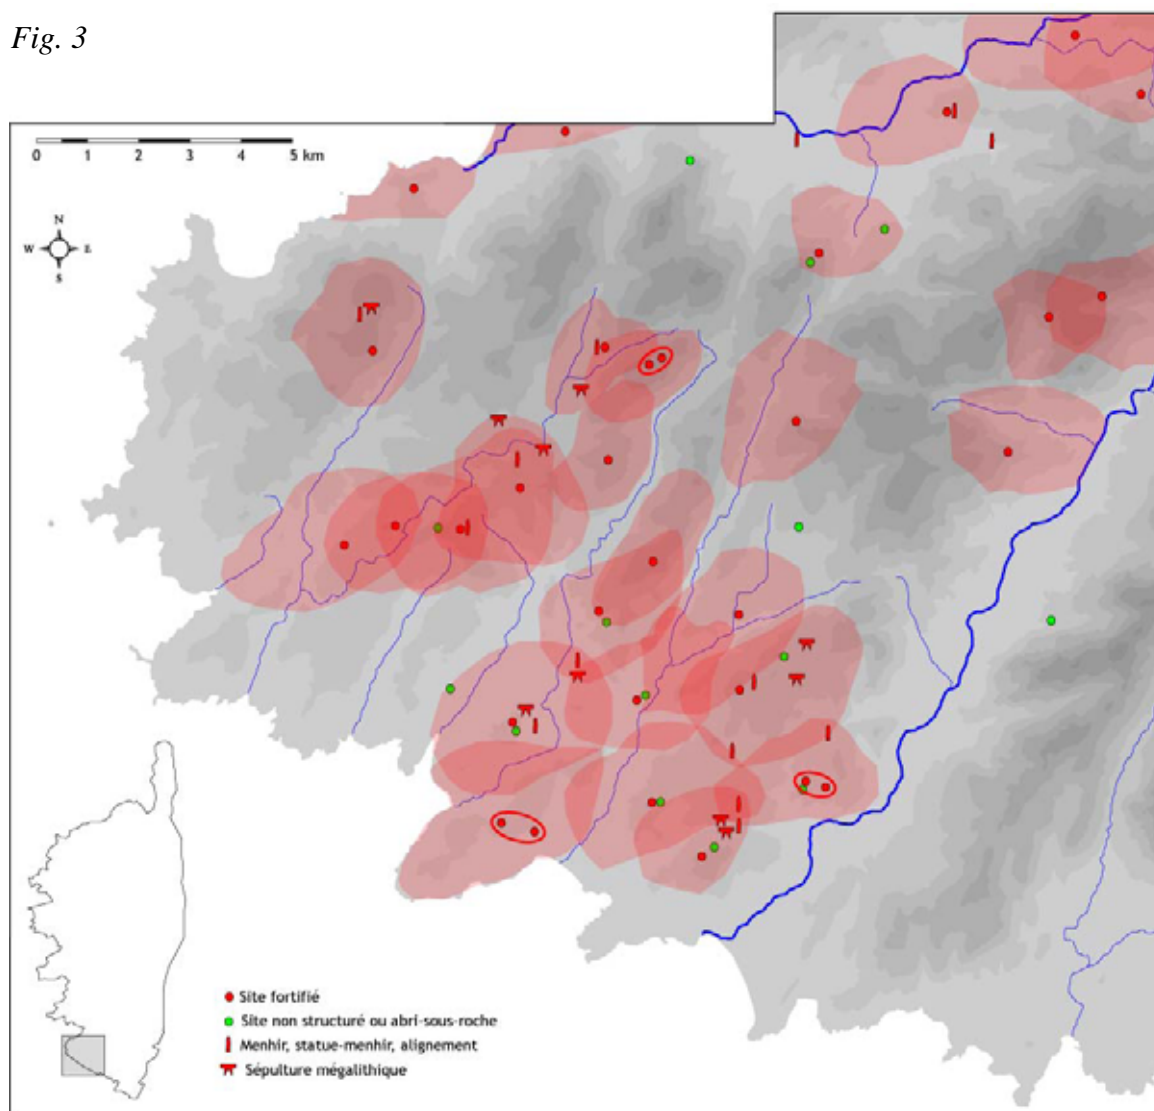 Fig. 3
0 1 2 3 4 5 km
N
W E
S
Site fortifié
Site non structuré ou abri-sous-roche
Menhir, statue-menhir, alignement
Sépulture mégalithique